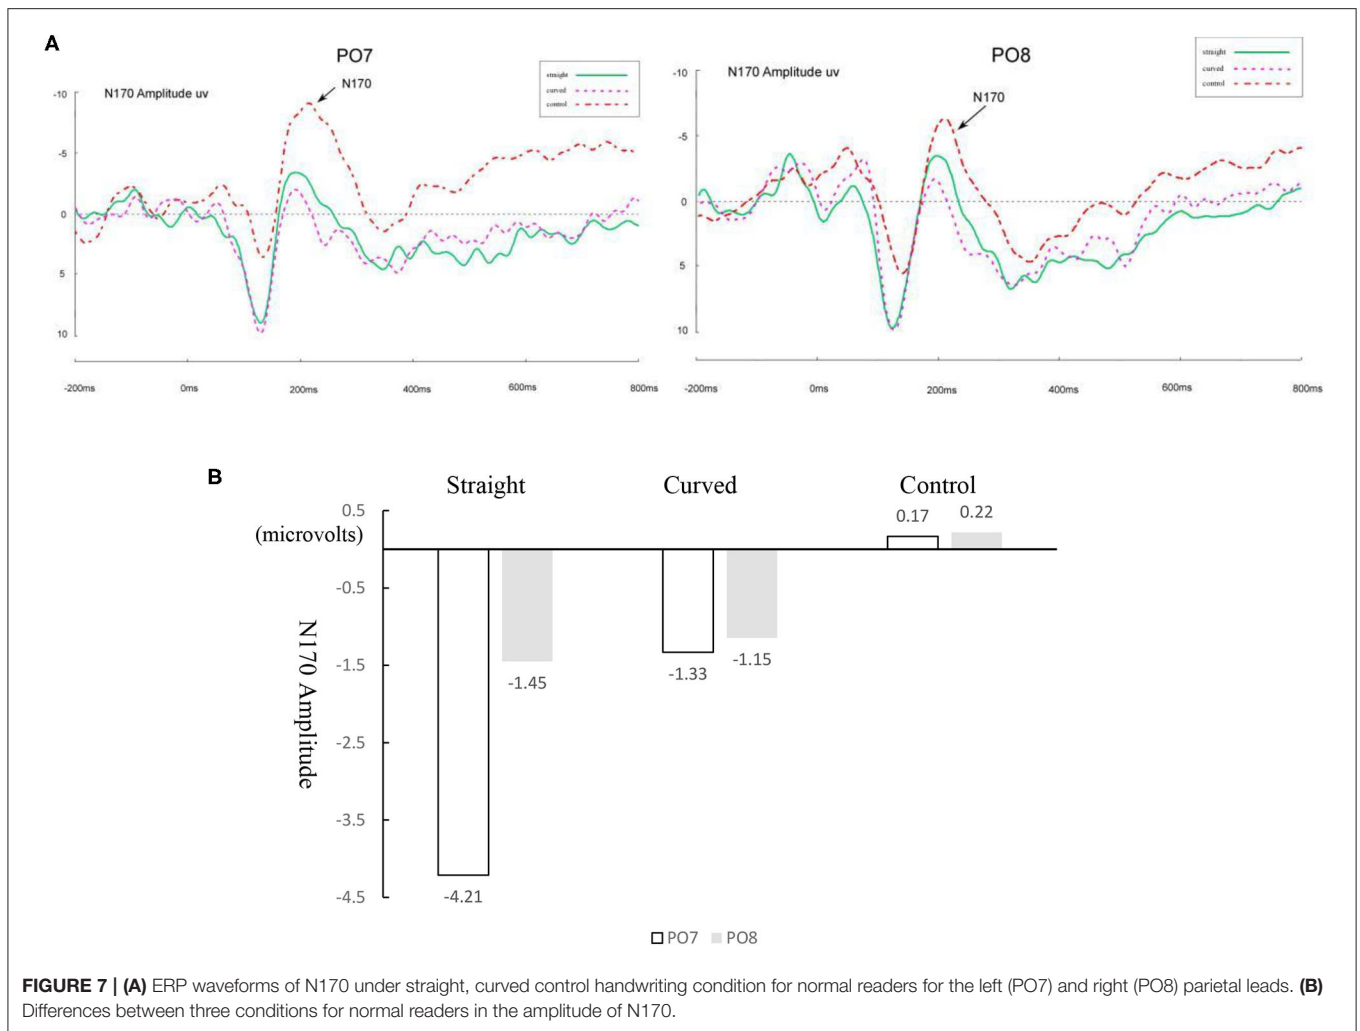 A
PO7
N170 Amplitude uv
N170
straight
curved
control
-10
-5
0
5
10
-200ms
0ms
200ms
400ms
600ms
800ms
PO8
N170 Amplitude uv
N170
straight
curved
control
-10
-5
0
5
10
-200ms
0ms
200ms
400ms
600ms
800ms
B
Straight
Curved
Control
(microvolts)
N170 Amplitude
0.5
-0.5
-1.5
-2.5
-3.5
-4.5
-4.21
-1.45
-1.33
-1.15
0.17
0.22
PO7
PO8
FIGURE 7 | (A) ERP waveforms of N170 under straight, curved control handwriting condition for normal readers for the left (PO7) and right (PO8) parietal leads. (B)
Differences between three conditions for normal readers in the amplitude of N170.